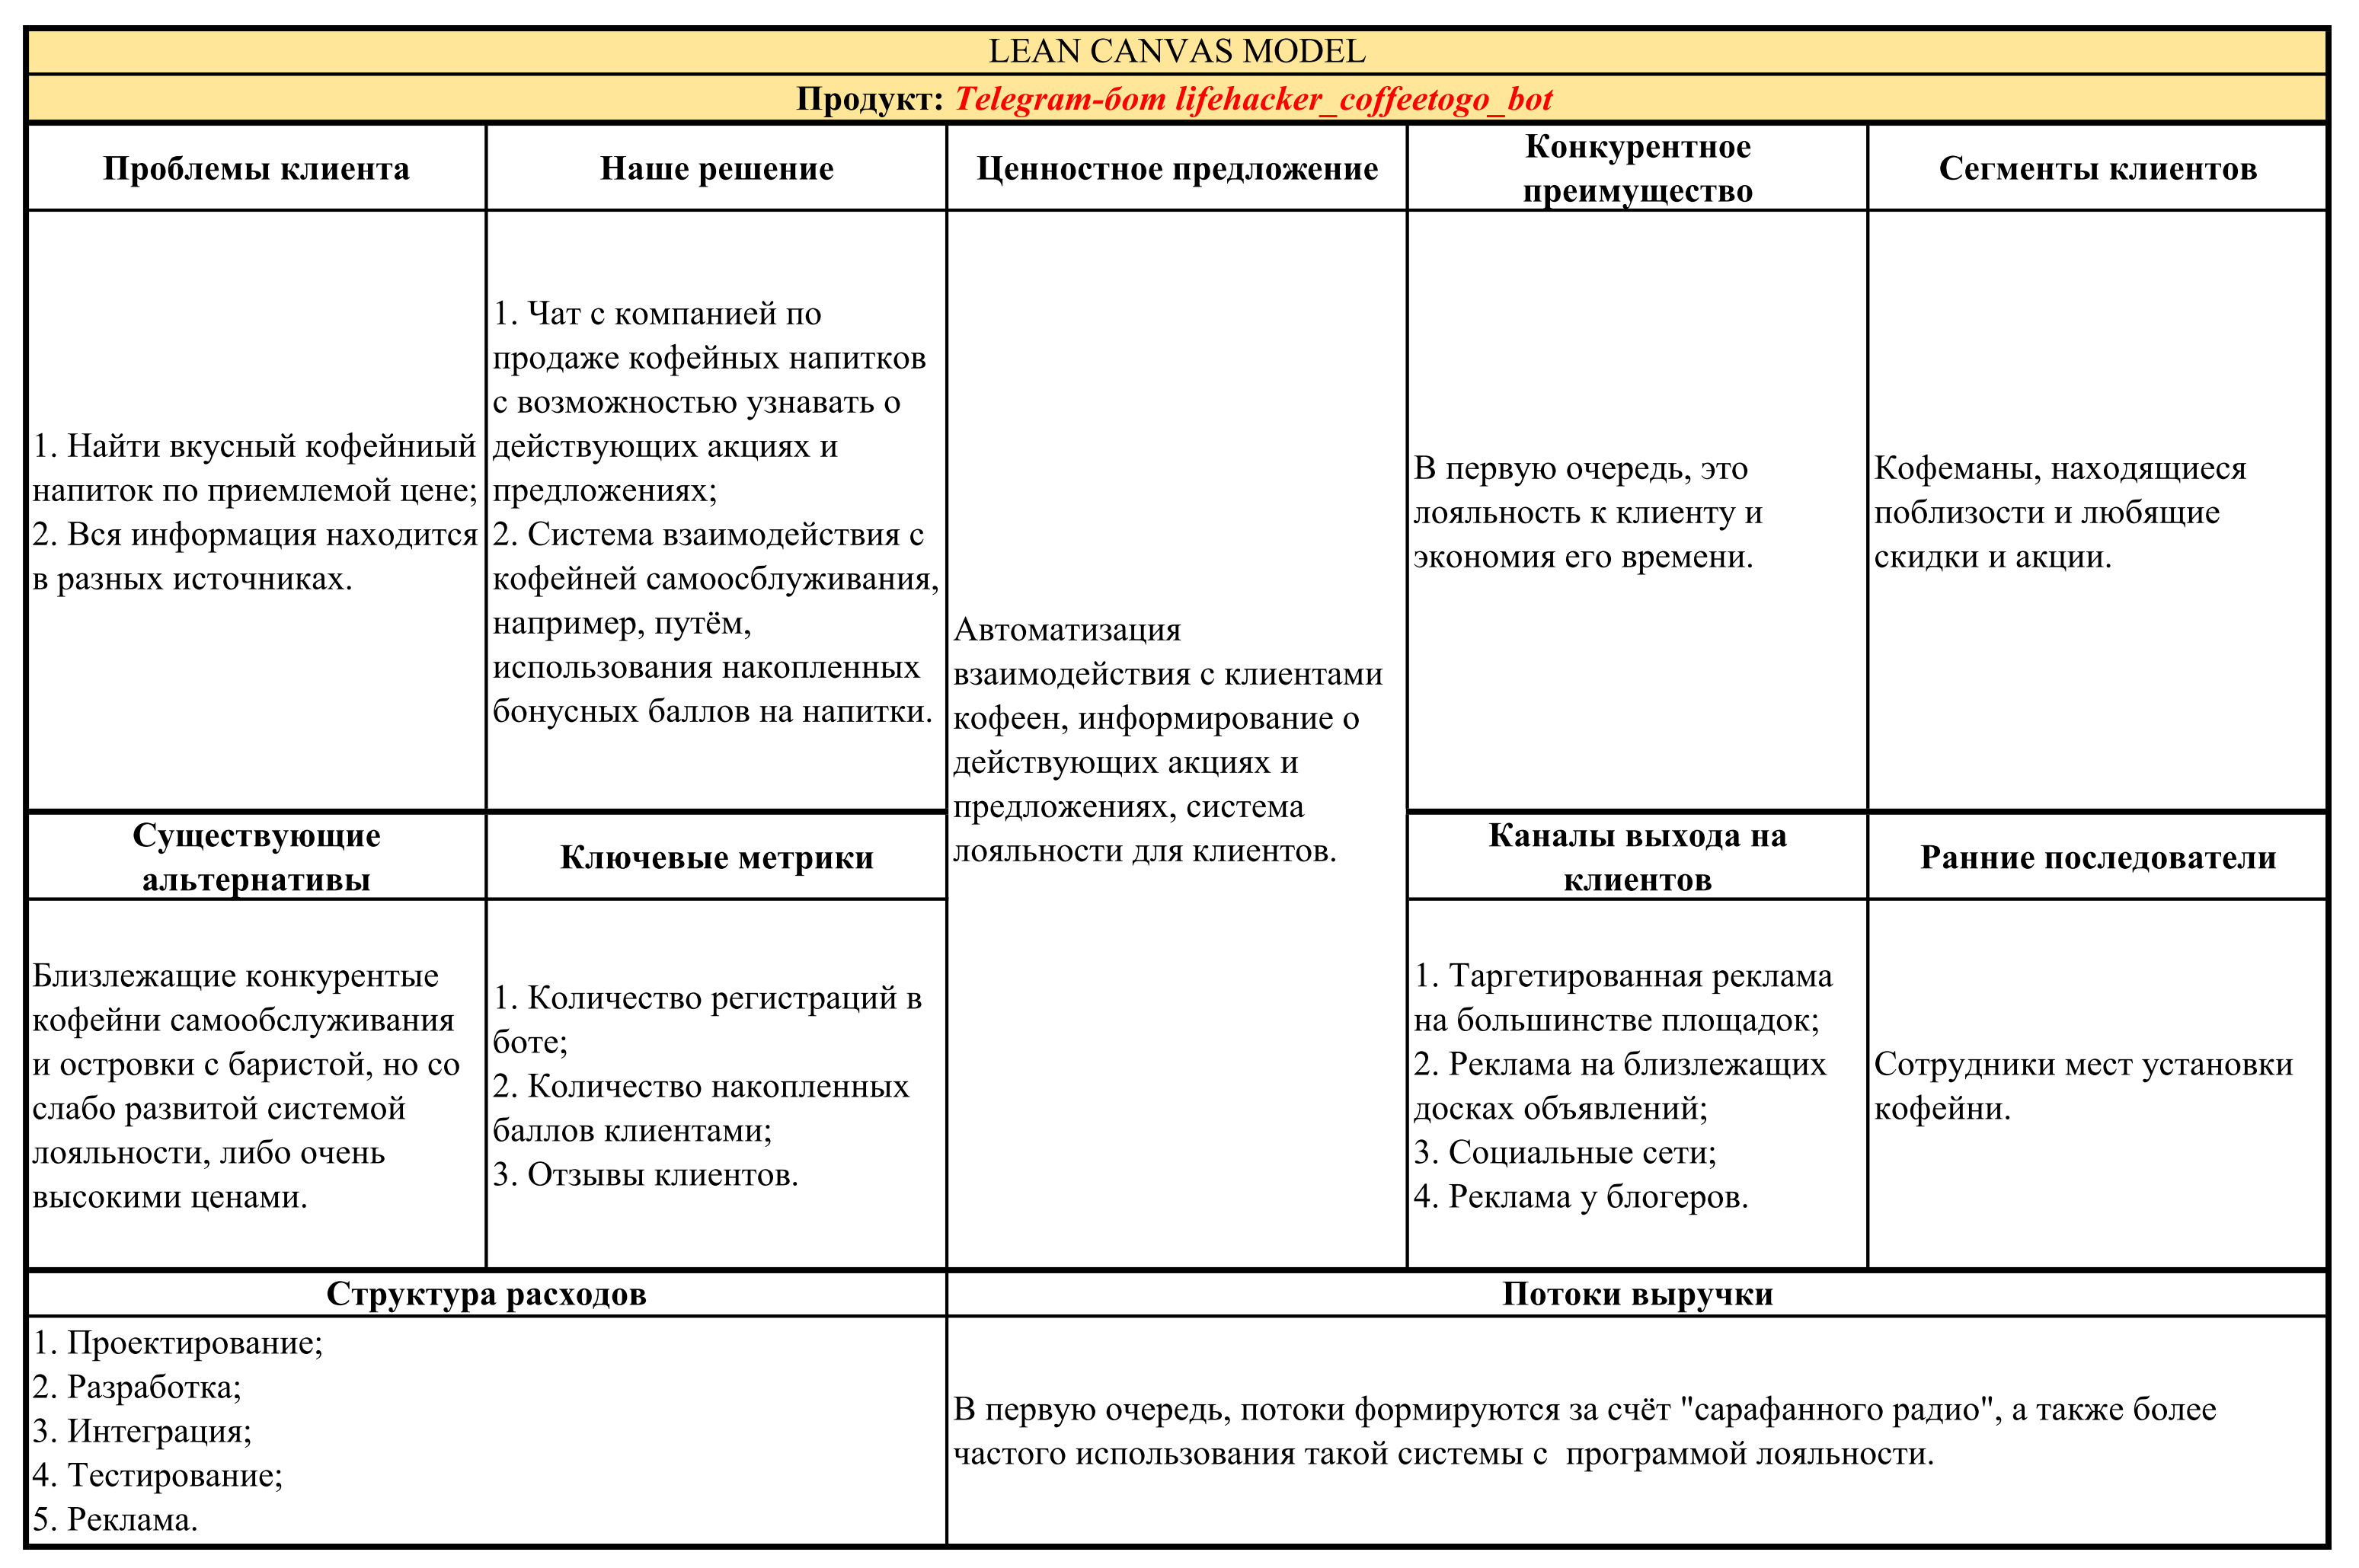 LEAN CANVAS MODEL
Продукт: Telegram-бот lifehacker_coffeetogo_bot
Проблемы клиента
1. Найти вкусный кофейниый
напиток по приемлемой цене;
2. Вся информация находится
в разных источниках.
Наше решение
1. Чат с компанией по
продаже кофейных напитков
с возможностью узнавать о
действующих акциях и
предложениях;
2. Система взаимодействия с
кофейней самоосблуживания,
например, путём,
использования накопленных
бонусных баллов на напитки.
Ценностное предложение
Автоматизация
взаимодействия с клиентами
кофеен, информирование о
действующих акциях и
предложениях, система
лояльности для клиентов.
Конкурентное
преимущество
В первую очередь, это
лояльность к клиенту и
экономия его времени.
Сегменты клиентов
Кофеманы, находящиеся
поблизости и любящие
скидки и акции.
Существующие
альтернативы
Близлежащие конкурентые
кофейни самообслуживания
и островки с баристой, но со
слабо развитой системой
лояльности, либо очень
высокими ценами.
Ключевые метрики
1. Количество регистраций в
боте;
2. Количество накопленных
баллов клиентами;
3. Отзывы клиентов.
Каналы выхода на
клиентов
1. Таргетированная реклама
на большинстве площадок;
2. Реклама на близлежащих
досках объявлений;
3. Социальные сети;
4. Реклама у блогеров.
Ранние последователи
Сотрудники мест установки
кофейни.
Структура расходов
1. Проектирование;
2. Разработка;
3. Интеграция;
4. Тестирование;
5. Реклама.
Потоки выручки
В первую очередь, потоки формируются за счёт "сарафанного радио", а также более
частого использования такой системы с  программой лояльности.